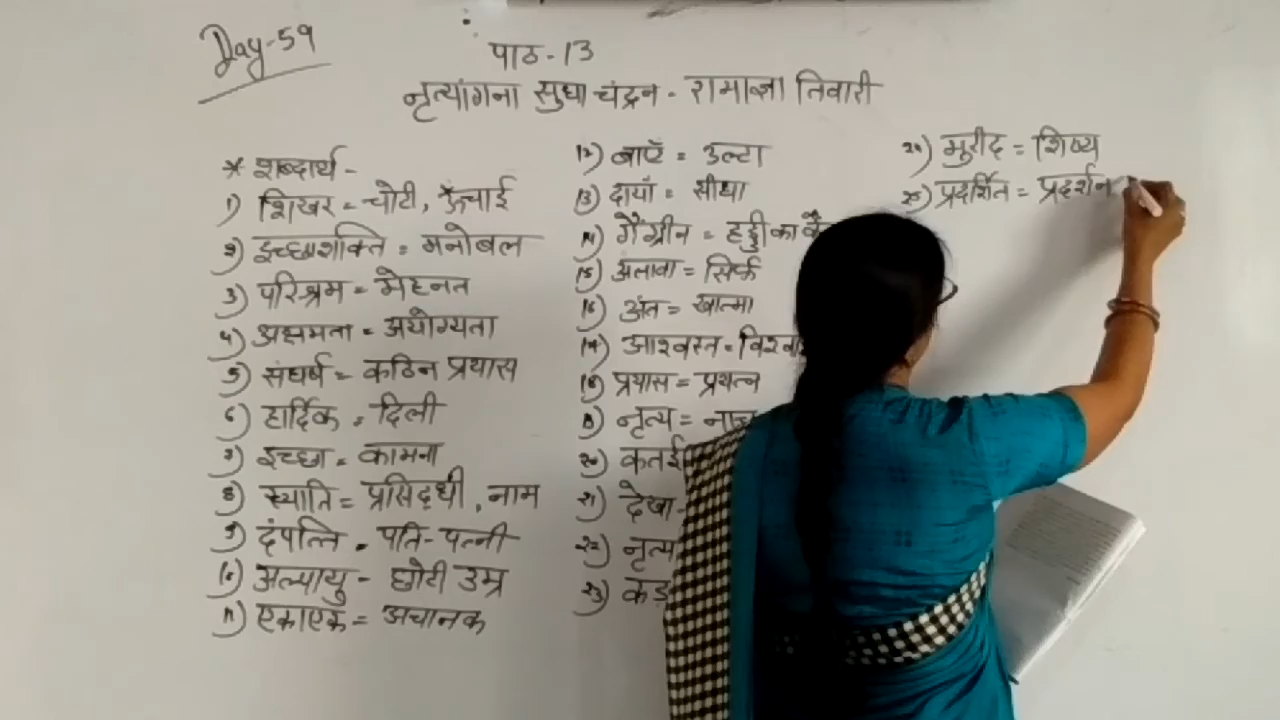 Day-59
पाठ-13
नृत्यांगना सुधा चंद्रन - रामाज्ञा तिवारी
* शब्दार्थ -
1) शिखर = चोटी, ऊँचाई
2) इच्छाशक्ति = मनोबल
3) परिश्रम = मेहनत
4) अक्षमता = अयोग्यता
5) संघर्ष = कठिन प्रयास
6) हार्दिक = दिली
7) इच्छा = कामना
8) ख्याति = प्रसिद्धी, नाम
9) दंपत्ति = पति-पत्नी
10) अल्पायु - छोटी उम्र
11) एकाएक = अचानक
12) बाएँ = उल्टा
13) दायाँ = सीधा
14) गैंग्रीन = हड्डी का
15) अलावा = सिर्फ
16) अंत = खात्मा
17) आश्वस्त =
18) प्रयास = प्रयत्न
19) नृत्य = नाच
20) कतई
21) देखा-
22) नृत्य
23)
24) मुरीद = शिष्य
25) प्रदर्शित = प्रदर्शन